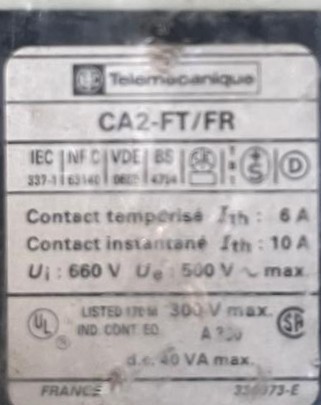 Telemecanique
CA2-FT/FR
IEC NF C VDE BS
337-1 63140 0660 4794
D
Contact temporisé Ith : 6 A
Contact instantané Ith : 10 A
Ui : 660 V Ue : 500 V ~ max
UL LISTED 300 V max.
IND. CONT. EQ. A
d.c. 40 VA max.
FRANCE